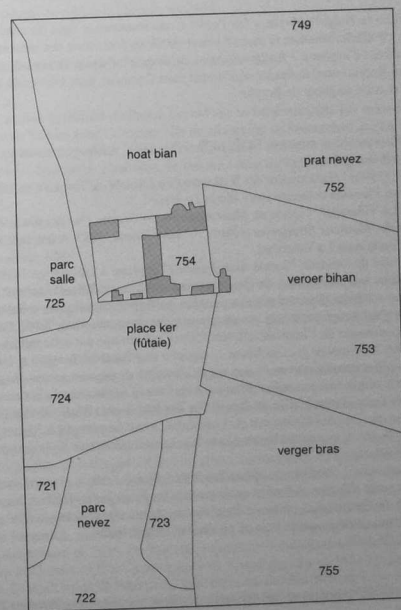 749
hoat bian
prat nevez
752
754
parc
salle
725
veroer bihan
place ker
(fûtaie)
753
724
verger bras
721
parc
nevez
723
755
722